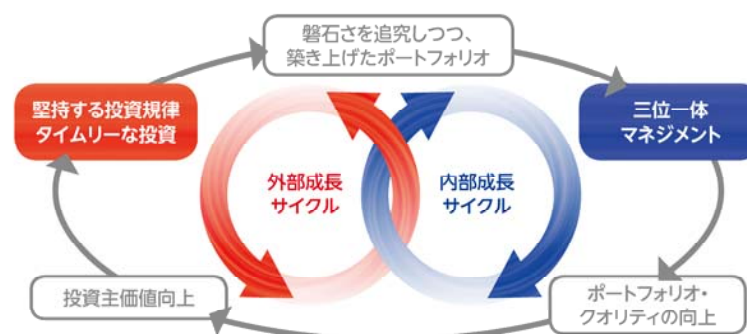 磐石さを追究しつつ、
築き上げたポートフォリオ
堅持する投資規律
タイムリーな投資
三位一体
マネジメント
外部成長
サイクル
内部成長
サイクル
投資主価値向上
ポートフォリオ・
クオリティの向上